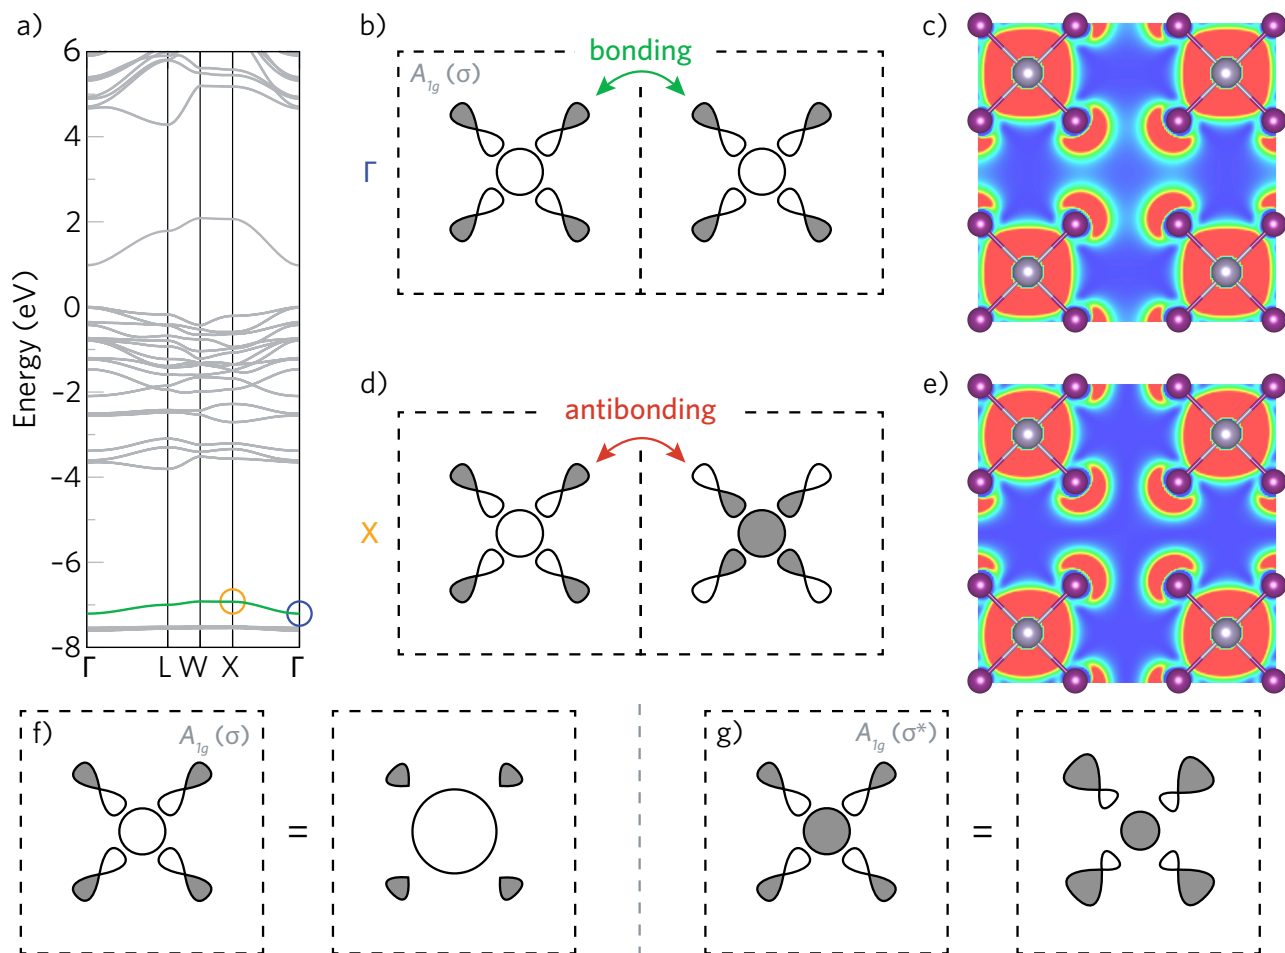 a)
6
4
2
0
-2
-4
-6
-8
Energy (eV)
Γ L W X Γ
b)
bonding
A1g (σ)
Γ
c)
d)
antibonding
X
e)
f)
A1g (σ)
=
g)
A1g (σ*)
=